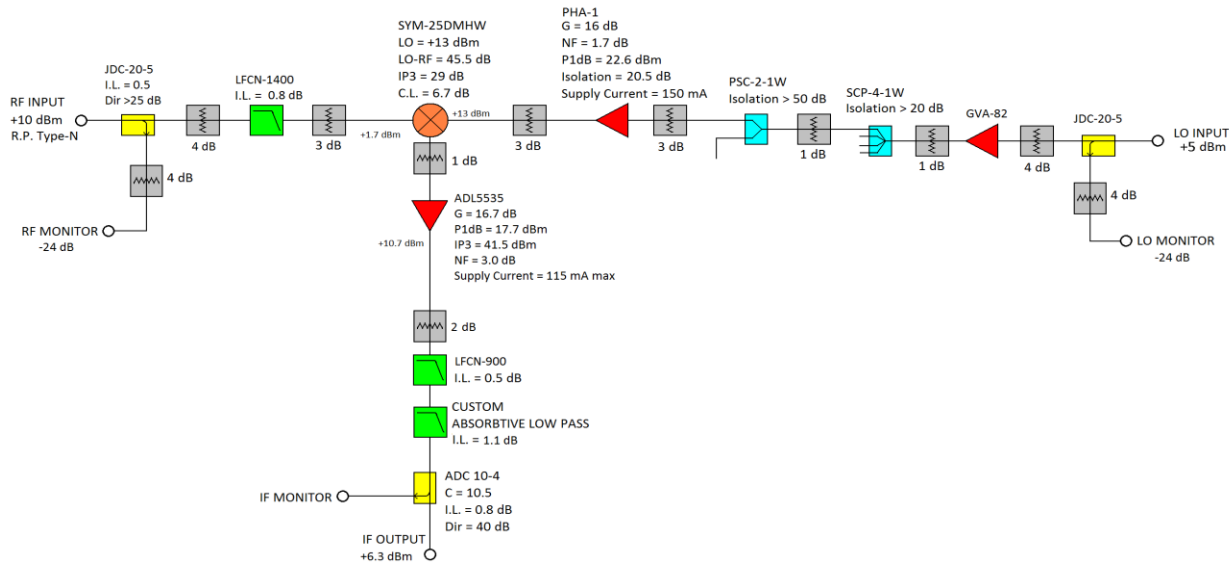 JDC-20-5
I.L. = 0.5
Dir >25 dB
RF INPUT
+10 dBm
R.P. Type-N
4 dB
LFCN-1400
I.L. =  0.8 dB
3 dB
SYM-25DMHW
LO = +13 dBm
LO-RF = 45.5 dB
IP3 = 29 dB
C.L. = 6.7 dB
+1.7 dBm
+13 dBm
3 dB
PHA-1
G = 16 dB
NF = 1.7 dB
P1dB = 22.6 dBm
Isolation = 20.5 dB
Supply Current = 150 mA
3 dB
PSC-2-1W
Isolation > 50 dB
1 dB
SCP-4-1W
Isolation > 20 dB
1 dB
GVA-82
4 dB
JDC-20-5
LO INPUT
+5 dBm
4 dB
RF MONITOR
-24 dB
4 dB
LO MONITOR
-24 dB
1 dB
ADL5535
G = 16.7 dB
P1dB = 17.7 dBm
IP3 = 41.5 dBm
NF = 3.0 dB
Supply Current = 115 mA max
+10.7 dBm
2 dB
LFCN-900
I.L. = 0.5 dB
CUSTOM
ABSORBTIVE LOW PASS
I.L. = 1.1 dB
ADC 10-4
C = 10.5
I.L. = 0.8 dB
Dir = 40 dB
IF MONITOR
IF OUTPUT
+6.3 dBm